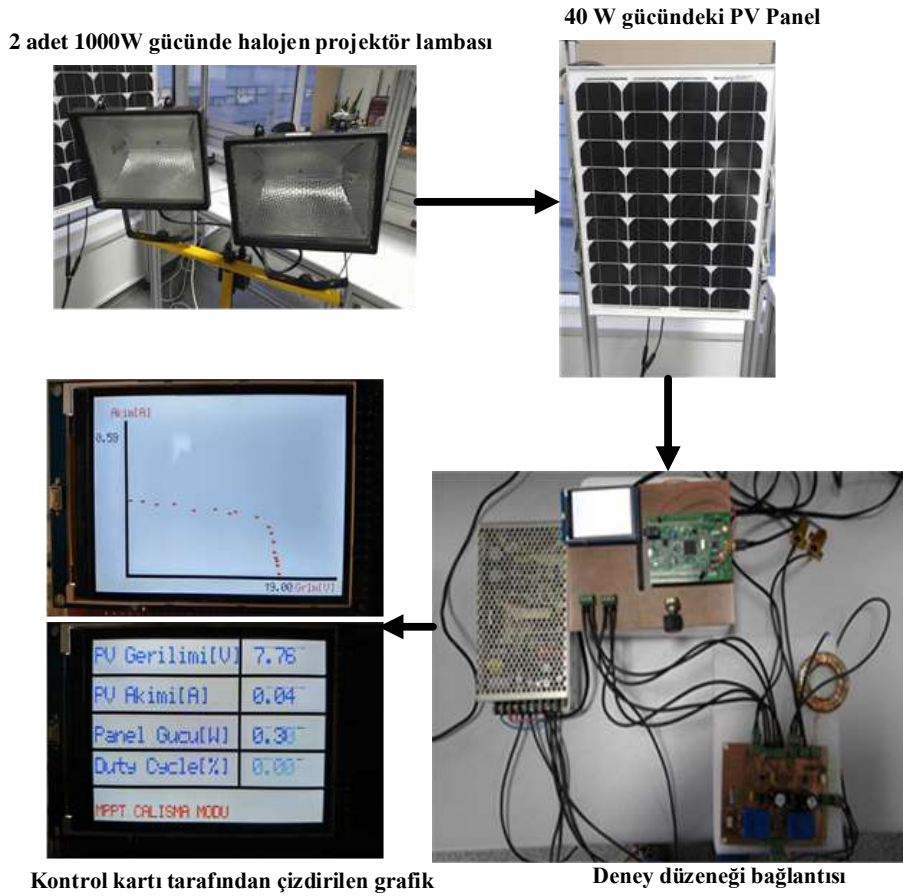 40 W gücündeki PV Panel
2 adet 1000W gücünde halojen projektör lambası
Akim[A]
0.59
19.00 Grlm[V]
PV Gerilimi[V] 7.76
PV Akimi[A] 0.04
Panel Gucu[W] 0.30
Duty Cycle[%] 0.00
MPPT CALISMA MODU
Kontrol kartı tarafından çizdirilen grafik
Deney düzeneği bağlantısı